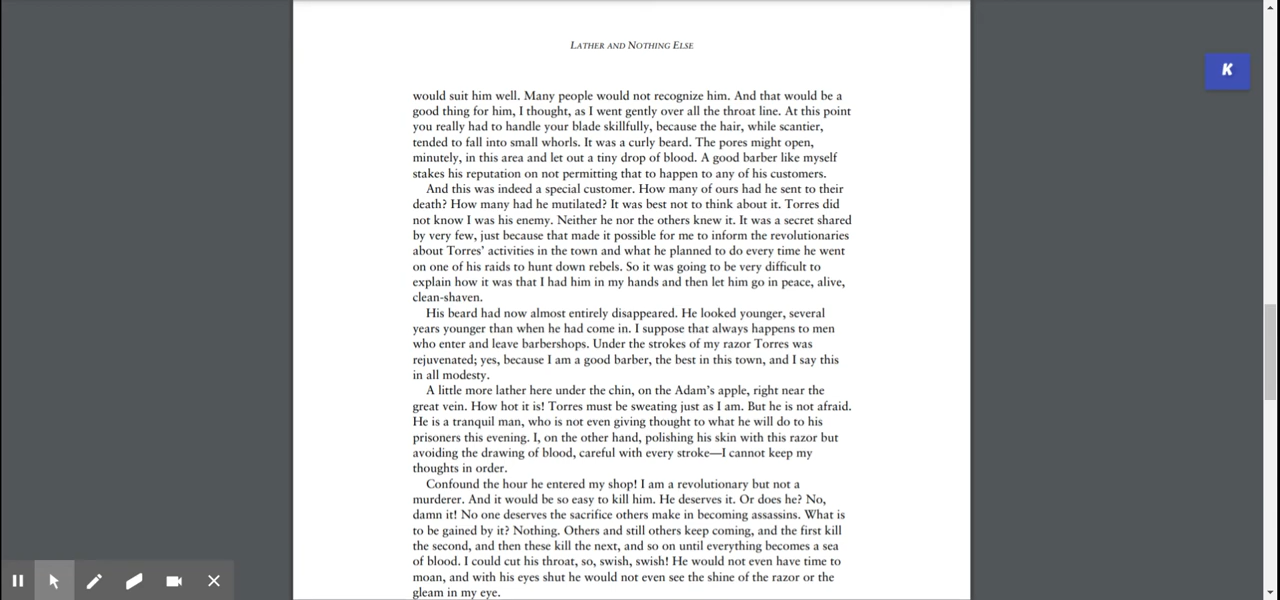 LATHER AND NOTHING ELSE
K
would suit him well. Many people would not recognize him. And that would be a
good thing for him, I thought, as I went gently over all the throat line. At this point
you really had to handle your blade skillfully, because the hair, while scantier,
tended to fall into small whorls. It was a curly beard. The pores might open,
minutely, in this area and let out a tiny drop of blood. A good barber like myself
stakes his reputation on not permitting that to happen to any of his customers.
And this was indeed a special customer. How many of ours had he sent to their
death? How many had he mutilated? It was best not to think about it. Torres did
not know I was his enemy. Neither he nor the others knew it. It was a secret shared
by very few, just because that made it possible for me to inform the revolutionaries
about Torres’ activities in the town and what he planned to do every time he went
on one of his raids to hunt down rebels. So it was going to be very difficult to
explain how it was that I had him in my hands and then let him go in peace, alive,
clean-shaven.
His beard had now almost entirely disappeared. He looked younger, several
years younger than when he had come in. I suppose that always happens to men
who enter and leave barbershops. Under the strokes of my razor Torres was
rejuvenated; yes, because I am a good barber, the best in this town, and I say this
in all modesty.
A little more lather here under the chin, on the Adam’s apple, right near the
great vein. How hot it is! Torres must be sweating just as I am. But he is not afraid.
He is a tranquil man, who is not even giving thought to what he will do to his
prisoners this evening. I, on the other hand, polishing his skin with this razor but
avoiding the drawing of blood, careful with every stroke—I cannot keep my
thoughts in order.
Confound the hour he entered my shop! I am a revolutionary but not a
murderer. And it would be so easy to kill him. He deserves it. Or does he? No,
damn it! No one deserves the sacrifice others make in becoming assassins. What is
to be gained by it? Nothing. Others and still others keep coming, and the first kill
the second, and then these kill the next, and so on until everything becomes a sea
of blood. I could cut his throat, so, swish, swish! He would not even have time to
moan, and with his eyes shut he would not even see the shine of the razor or the
gleam in my eye.